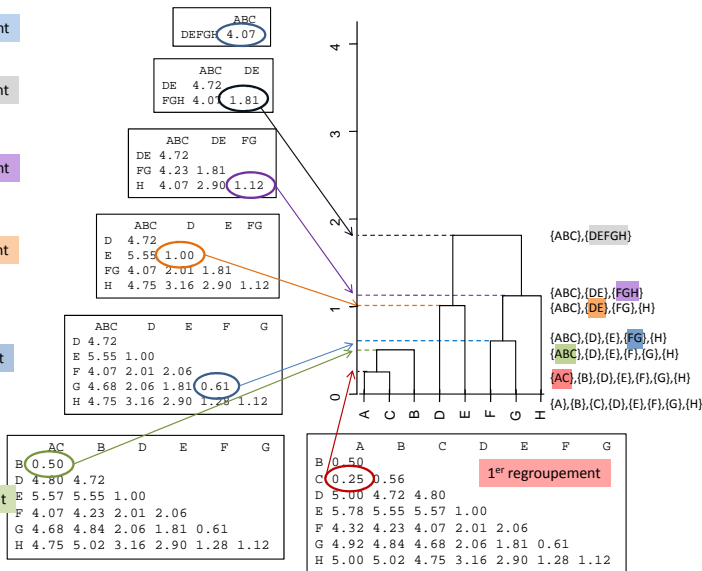 nt
ABC
DEFGH 4.07
nt
ABC DE
DE 4.72
FGH 4.07 1.81
nt
ABC DE FG
DE 4.72
FG 4.23 1.81
H 4.07 2.90 1.12
nt
ABC D E FG
D 4.72
E 5.55 1.00
FG 4.07 2.01 1.81
H 4.75 3.16 2.90 1.12
t
ABC D E F G
D 4.72
E 5.55 1.00
F 4.07 2.01 2.06
G 4.68 2.06 1.81 0.61
H 4.75 3.16 2.90 1.28 1.12
t
AC B D E F G
B 0.50
D 4.80 4.72
E 5.57 5.55 1.00
F 4.07 4.23 2.01 2.06
G 4.68 4.84 2.06 1.81 0.61
H 4.75 5.02 3.16 2.90 1.28 1.12
A B C D E F G
B 0.50
C 0.25 0.56
D 5.00 4.72 4.80
E 5.78 5.55 5.57 1.00
F 4.32 4.23 4.07 2.01 2.06
G 4.92 4.84 4.68 2.06 1.81 0.61
H 5.00 5.02 4.75 3.16 2.90 1.28 1.12
1er regroupement
4
3
2
1
0
A C B D E F G H
{ABC},{DEFGH}
{ABC},{DE},{FGH}
{ABC},{DE},{FG},{H}
{ABC},{D},{E},{FG},{H}
{ABC},{D},{E},{F},{G},{H}
{AC},{B},{D},{E},{F},{G},{H}
{A},{B},{C},{D},{E},{F},{G},{H}